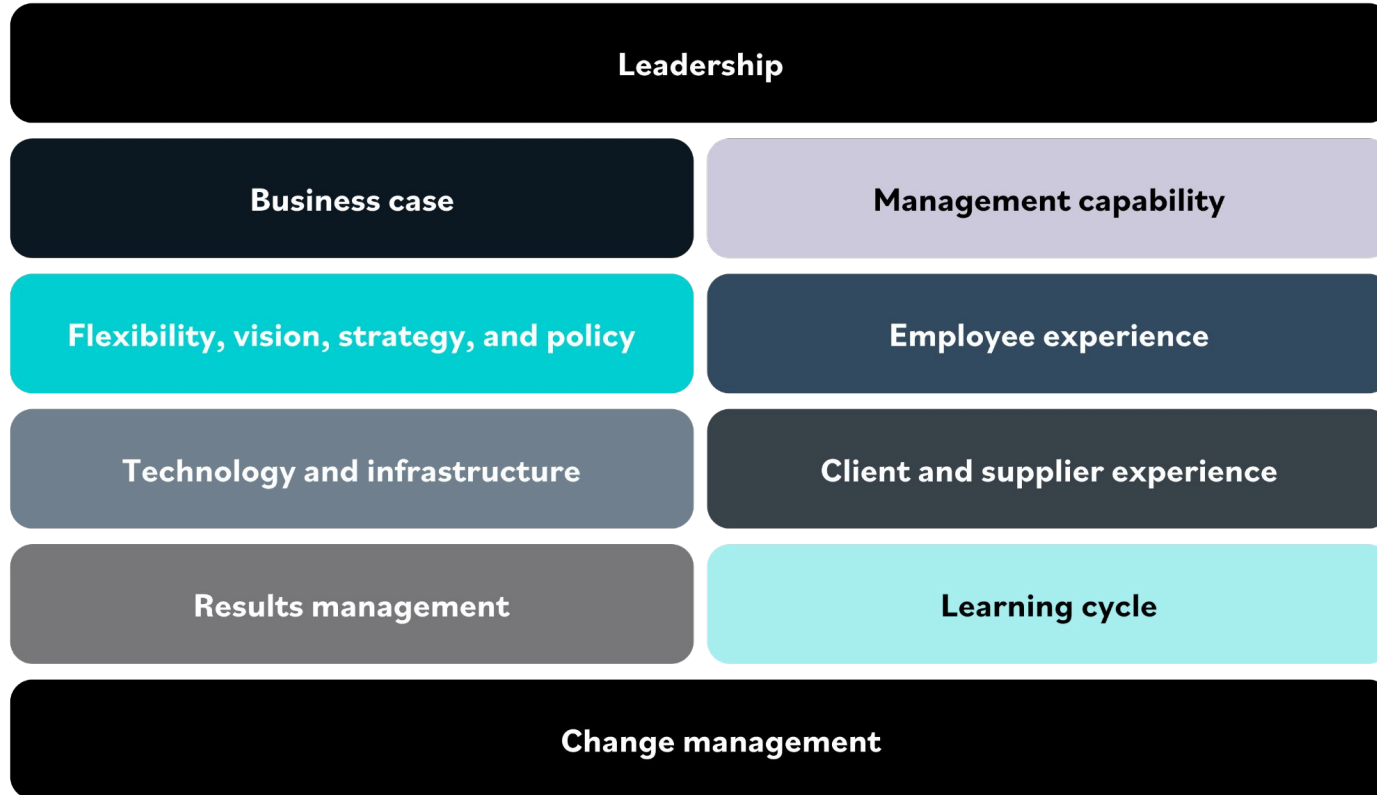 Leadership
Business case
Management capability
Flexibility, vision, strategy, and policy
Employee experience
Technology and infrastructure
Client and supplier experience
Results management
Learning cycle
Change management